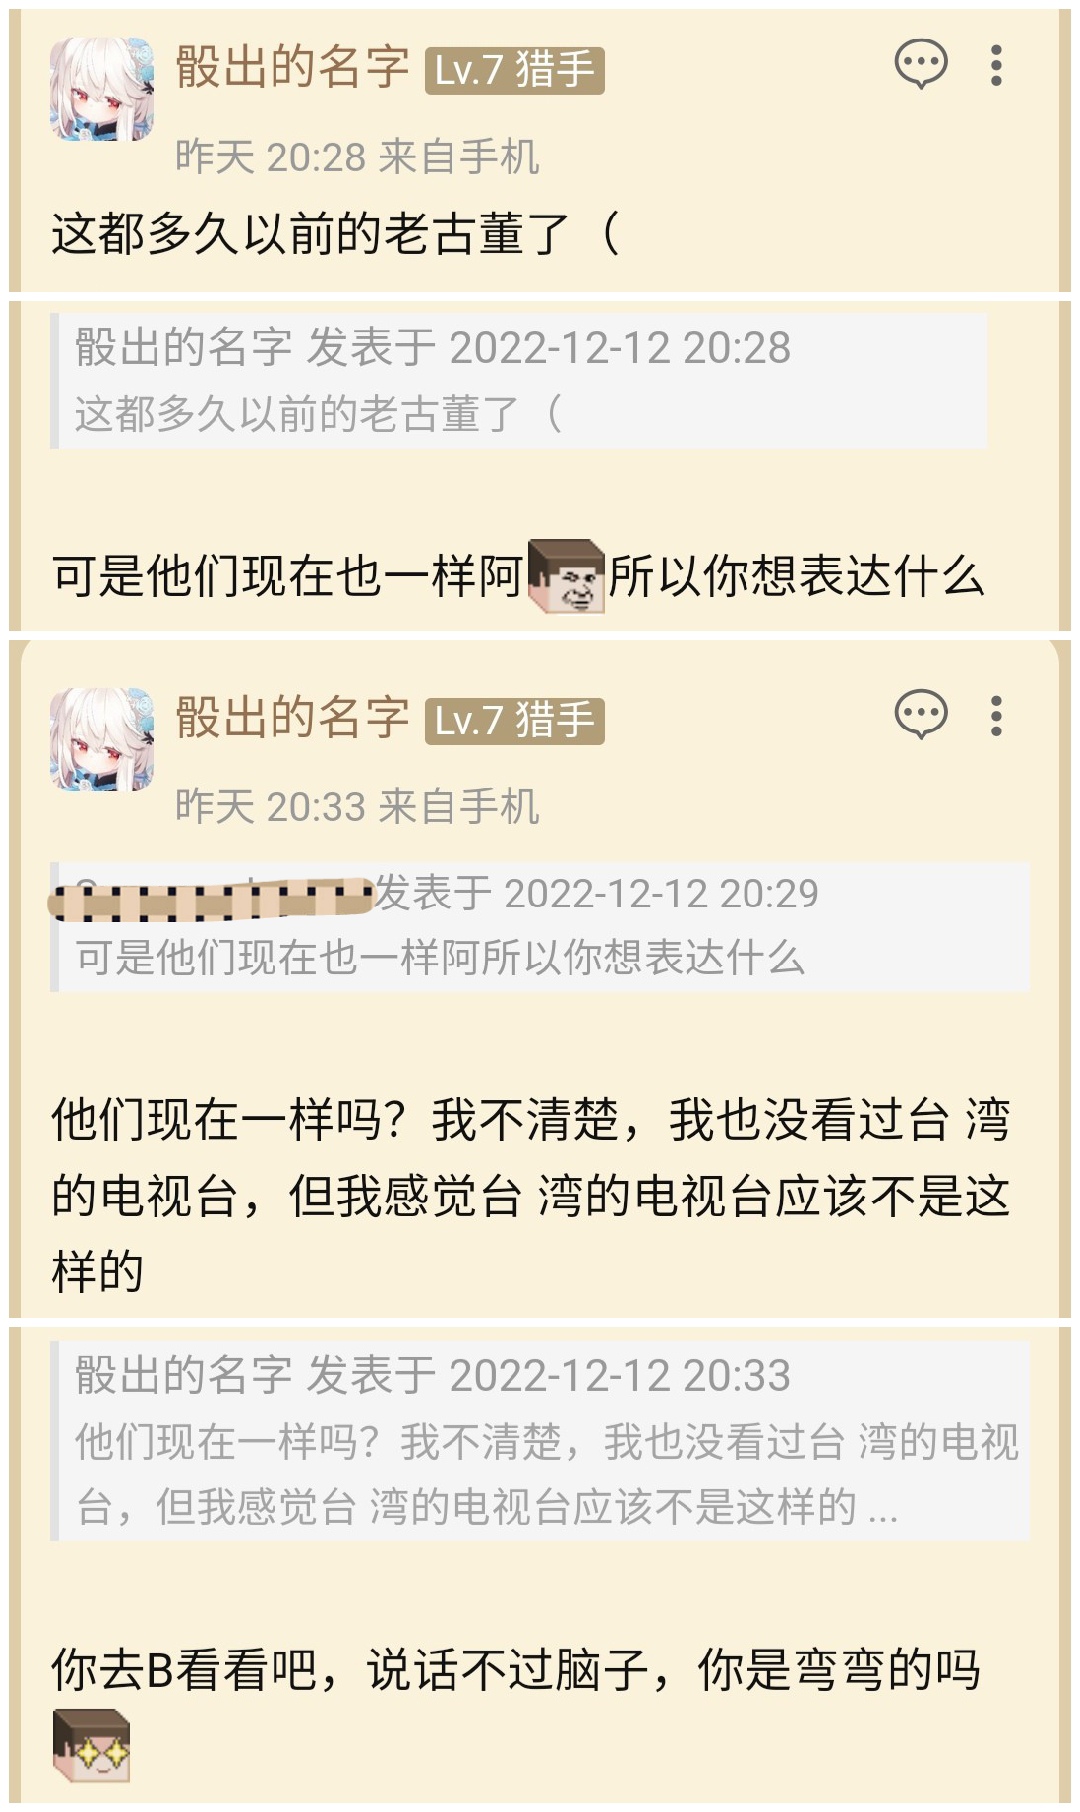 骰出的名字 Lv.7 猎手
昨天 20:28 来自手机
这都多久以前的老古董了（
骰出的名字 发表于 2022-12-12 20:28
这都多久以前的老古董了（
可是他们现在也一样阿所以你想表达什么
骰出的名字 Lv.7 猎手
昨天 20:33 来自手机
发表于 2022-12-12 20:29
可是他们现在也一样阿所以你想表达什么
他们现在一样吗？我不清楚，我也没看过台 湾
的电视台，但我感觉台 湾的电视台应该不是这
样的
骰出的名字 发表于 2022-12-12 20:33
他们现在一样吗？我不清楚，我也没看过台 湾的电视
台，但我感觉台 湾的电视台应该不是这样的 ...
你去B看看吧，说话不过脑子，你是弯弯的吗